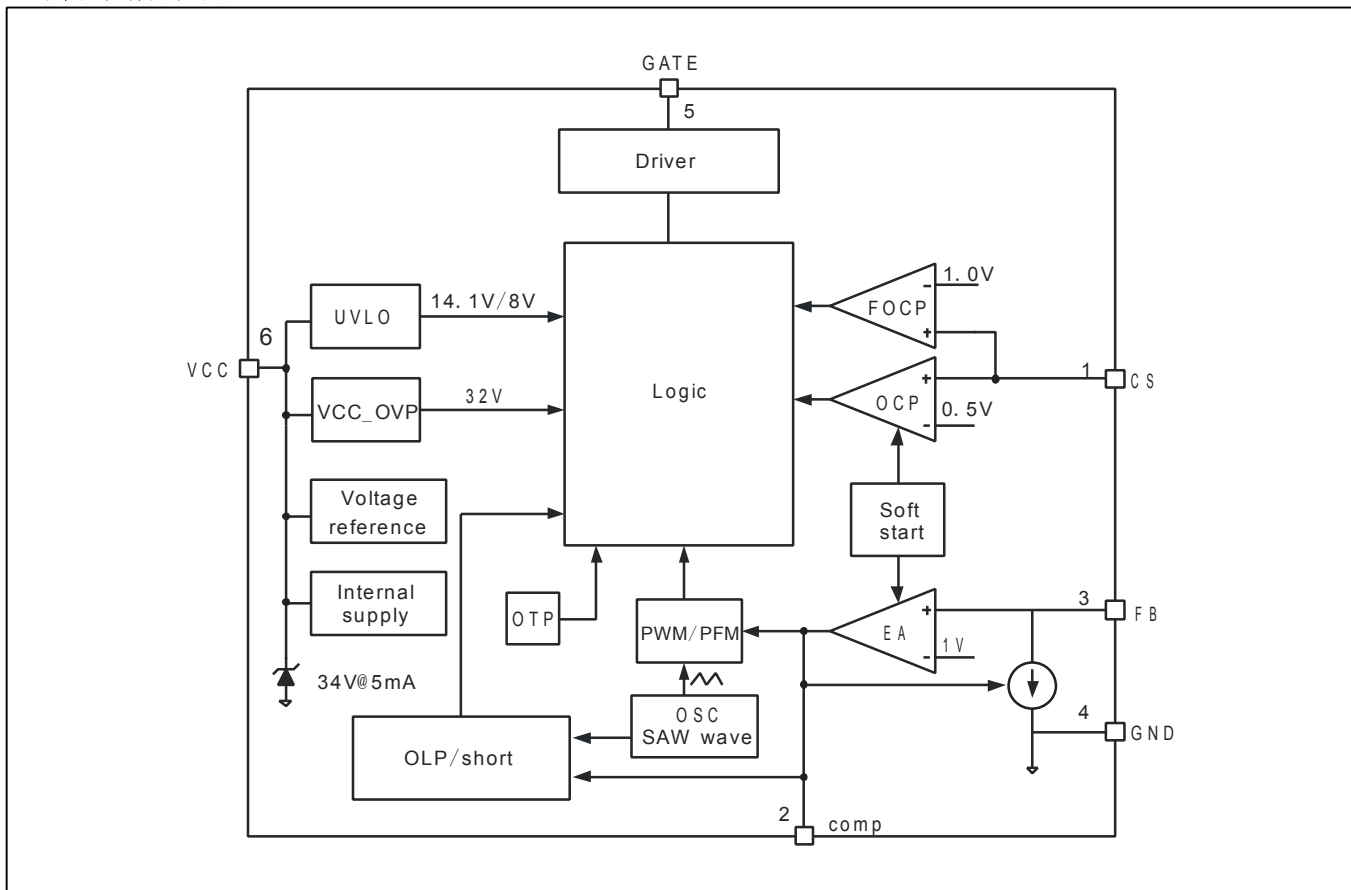 GATE
5
Driver
Logic
UVLO
14.1V/8V
6
VCC
VCC_OVP
32V
Voltage
reference
Internal
supply
34V@5mA
OTP
PWM/PFM
OSC
SAW wave
OLP/short
1.0V
-
FOCP
+
1
CS
+
OCP
0.5V
-
Soft
start
3
FB
+
EA
1V
-
4
GND
2
comp